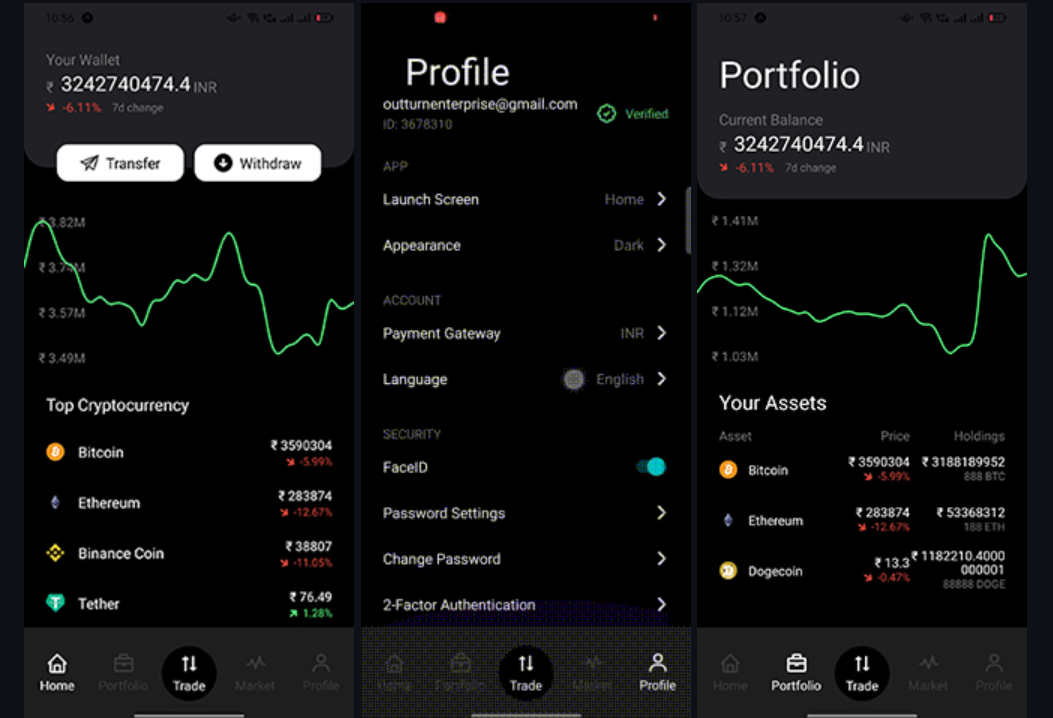 10:56
Your Wallet
₹ 3242740474.4 INR
-6.11% 7d change
Transfer
Withdraw
₹ 3.82M
₹ 3.74M
₹ 3.57M
₹ 3.49M
Top Cryptocurrency
Bitcoin ₹ 3590304
-5.99%
Ethereum ₹ 283874
-12.67%
Binance Coin ₹ 38807
-11.05%
Tether ₹ 76.49
1.28%
Home Portfolio Trade Market Profile
Profile
outturnenterprise@gmail.com
Verified
ID: 3678310
APP
Launch Screen Home
Appearance Dark
ACCOUNT
Payment Gateway INR
Language English
SECURITY
FaceID
Password Settings
Change Password
2-Factor Authentication
Home Portfolio Trade Market Profile
10:57
Portfolio
Current Balance
₹ 3242740474.4 INR
-6.11% 7d change
₹ 1.41M
₹ 1.32M
₹ 1.12M
₹ 1.03M
Your Assets
Asset Price Holdings
Bitcoin ₹ 3590304 ₹ 3188189952
-5.99% 888 BTC
Ethereum ₹ 283874 ₹ 53368312
-12.67% 188 ETH
Dogecoin ₹ 13.3 ₹ 1182210.4000
000001
-0.47% 88888 DOGE
Home Portfolio Trade Market Profile